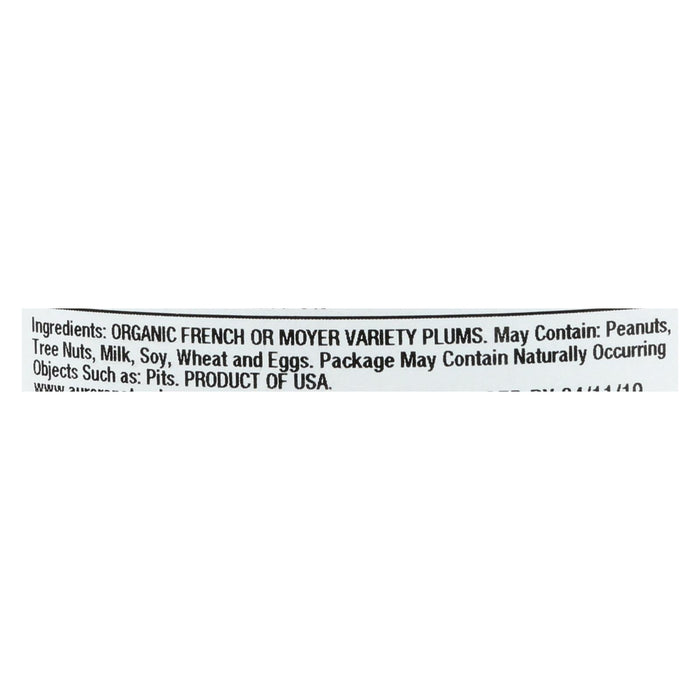 Ingredients: ORGANIC FRENCH OR MOYER VARIETY PLUMS. May Contain: Peanuts,
Tree Nuts, Milk, Soy, Wheat and Eggs. Package May Contain Naturally Occurring
Objects Such as: Pits. PRODUCT OF USA.